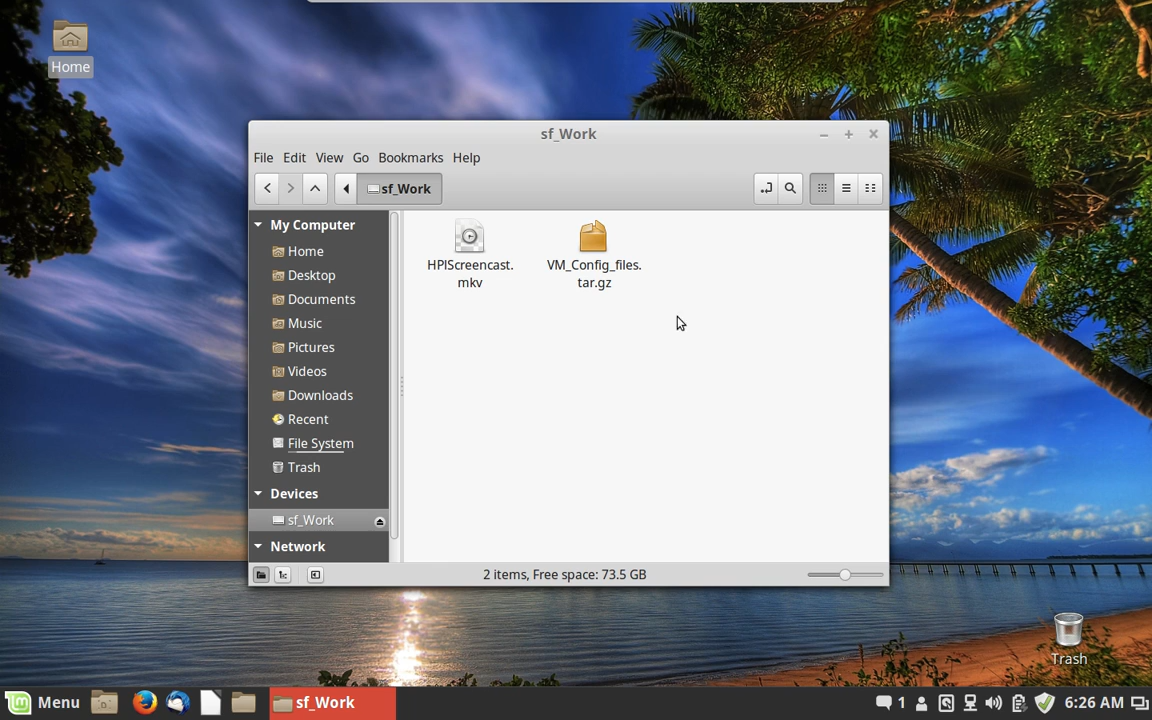 Home
sf_Work
File Edit View Go Bookmarks Help
sf_Work
My Computer
Home
Desktop
Documents
Music
Pictures
Videos
Downloads
Recent
File System
Trash
Devices
sf_Work
Network
HPIScreencast.
mkv
VM_Config_files.
tar.gz
2 items, Free space: 73.5 GB
Trash
Menu
sf_Work
1
6:26 AM